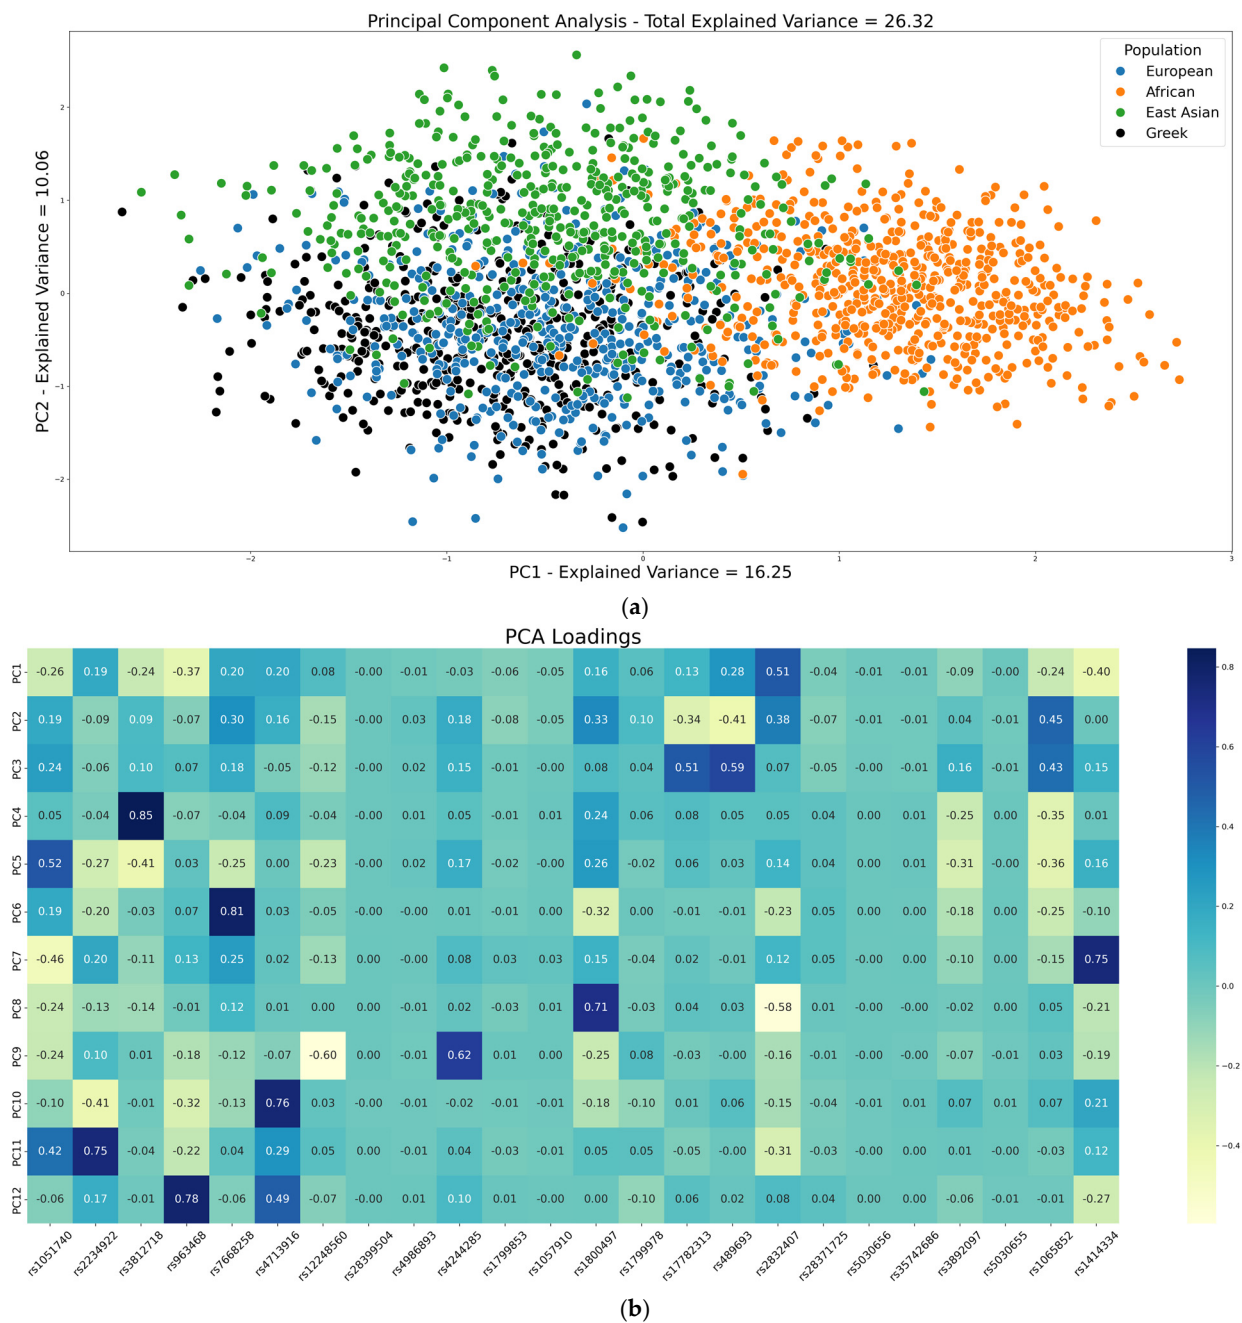 Principal Component Analysis - Total Explained Variance = 26.32
Population
European
African
East Asian
Greek
PC2 - Explained Variance = 10.06
2
1
0
−1
−2
−2 −1 0 1 2 3
PC1 - Explained Variance = 16.25
(a)
PCA Loadings
PC1 -0.26 0.19 -0.24 -0.37 0.20 0.20 0.08 -0.00 -0.01 -0.03 -0.06 -0.05 0.16 0.06 0.13 0.28 0.51 -0.04 -0.01 -0.01 -0.09 -0.00 -0.24 -0.40
PC2 0.19 -0.09 0.09 -0.07 0.30 0.16 -0.15 -0.00 0.03 0.18 -0.08 -0.05 0.33 0.10 -0.34 -0.41 0.38 -0.07 -0.01 -0.01 0.04 -0.01 0.45 0.00
PC3 0.24 -0.06 0.10 0.07 0.18 -0.05 -0.12 -0.00 0.02 0.15 -0.01 -0.00 0.08 0.04 0.51 0.59 0.07 -0.05 -0.00 -0.01 0.16 -0.00 0.43 0.15
PC4 0.05 -0.04 0.85 -0.07 -0.04 0.09 -0.04 -0.00 0.01 0.05 -0.01 0.01 0.24 0.06 0.08 0.05 0.05 0.04 0.00 0.01 -0.25 0.00 -0.35 0.01
PC5 0.52 -0.27 -0.41 0.03 -0.25 0.00 -0.23 -0.00 0.02 0.17 -0.02 -0.00 0.26 -0.02 0.06 0.03 0.14 0.04 0.00 0.01 -0.31 0.00 -0.36 0.16
PC6 0.19 -0.20 -0.03 0.07 0.81 0.03 -0.05 -0.00 -0.00 0.01 -0.01 0.00 -0.32 0.00 -0.01 -0.01 -0.23 0.05 0.00 0.00 -0.18 -0.00 -0.25 -0.10
PC7 -0.46 0.20 -0.11 0.13 0.25 0.02 -0.13 -0.00 0.00 0.08 0.03 0.03 0.15 -0.04 0.02 -0.01 0.12 0.05 0.00 -0.00 -0.10 0.00 -0.15 0.75
PC8 -0.24 -0.13 -0.14 -0.01 0.12 0.01 0.00 0.00 -0.01 0.02 -0.03 0.01 0.71 -0.03 0.04 0.03 -0.58 0.01 -0.00 -0.00 -0.02 0.00 0.05 -0.21
PC9 -0.24 0.10 0.01 -0.18 -0.12 -0.07 -0.60 0.00 -0.01 0.62 0.01 0.00 -0.25 0.08 -0.03 -0.00 -0.16 -0.01 -0.00 0.00 -0.07 -0.01 0.03 -0.19
PC10 -0.10 -0.41 -0.01 -0.32 -0.13 0.76 0.03 -0.00 -0.01 -0.02 -0.01 -0.01 -0.18 -0.10 0.01 0.06 -0.15 -0.04 -0.01 0.01 0.07 0.01 0.07 0.21
PC11 0.42 0.75 -0.04 -0.22 0.04 0.29 0.05 0.00 -0.01 0.04 -0.03 -0.01 0.05 0.05 -0.02 0.00 -0.31 -0.01 -0.00 0.01 -0.03 0.00 -0.04 0.12
PC12 -0.06 0.17 -0.01 0.78 -0.06 0.49 -0.07 -0.00 -0.00 0.10 0.01 -0.00 0.00 -0.10 0.06 0.02 0.08 0.04 0.00 -0.00 -0.06 -0.01 -0.01 -0.27
rs1051740 rs2234922 rs3812718 rs963468 rs7668258 rs4713916 rs12248560 rs28399504 rs4986893 rs4244285 rs1799853 rs1057910 rs1800497 rs1799978 rs17782313 rs489693 rs2832407 rs28371725 rs5030656 rs35742686 rs3892097 rs5030655 rs1065852 rs1414334
0.8
0.6
0.4
0.2
0.0
−0.2
−0.4
(b)